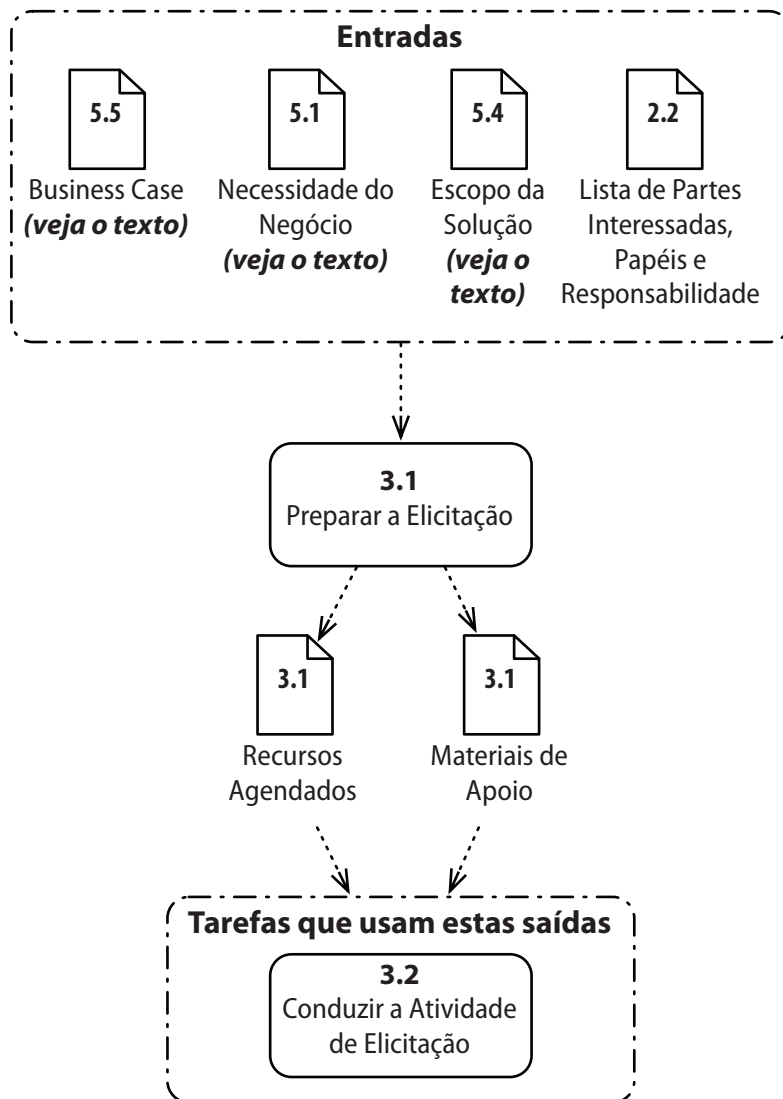 Entradas
5.5
Business Case
(veja o texto)
5.1
Necessidade do
Negócio
(veja o texto)
5.4
Escopo da
Solução
(veja o
texto)
2.2
Lista de Partes
Interessadas,
Papéis e
Responsabilidade
3.1
Preparar a Elicitação
3.1
Recursos
Agendados
3.1
Materiais de
Apoio
Tarefas que usam estas saídas
3.2
Conduzir a Atividade
de Elicitação